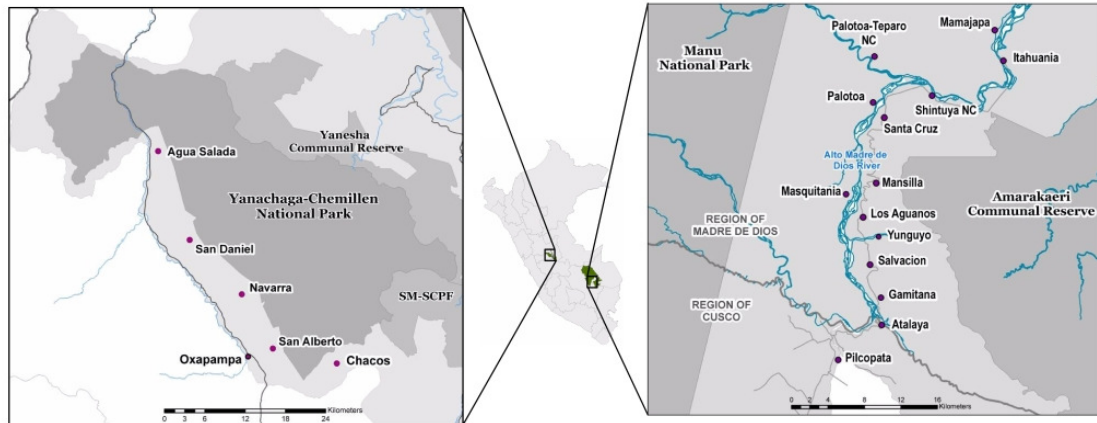 Yanesha
Communal Reserve
Agua Salada
Yanachaga-Chemillen
National Park
San Daniel
Navarra
SM-SCPF
San Alberto
Oxapampa
Chacos
Kilometers
0 3 6 12 18 24
Manu
National Park
Palotoa-Teparo
NC
Mamajapa
Itahuania
Palotoa
Shintuya NC
Santa Cruz
Alto Madre de
Dios River
Mansilla
Masquitania
Amarakaeri
Communal Reserve
Los Aguanos
REGION OF
MADRE DE DIOS
Yunguyo
Salvacion
REGION OF
CUSCO
Gamitana
Atalaya
Pilcopata
0 2 4 8 12 16
Kilometers